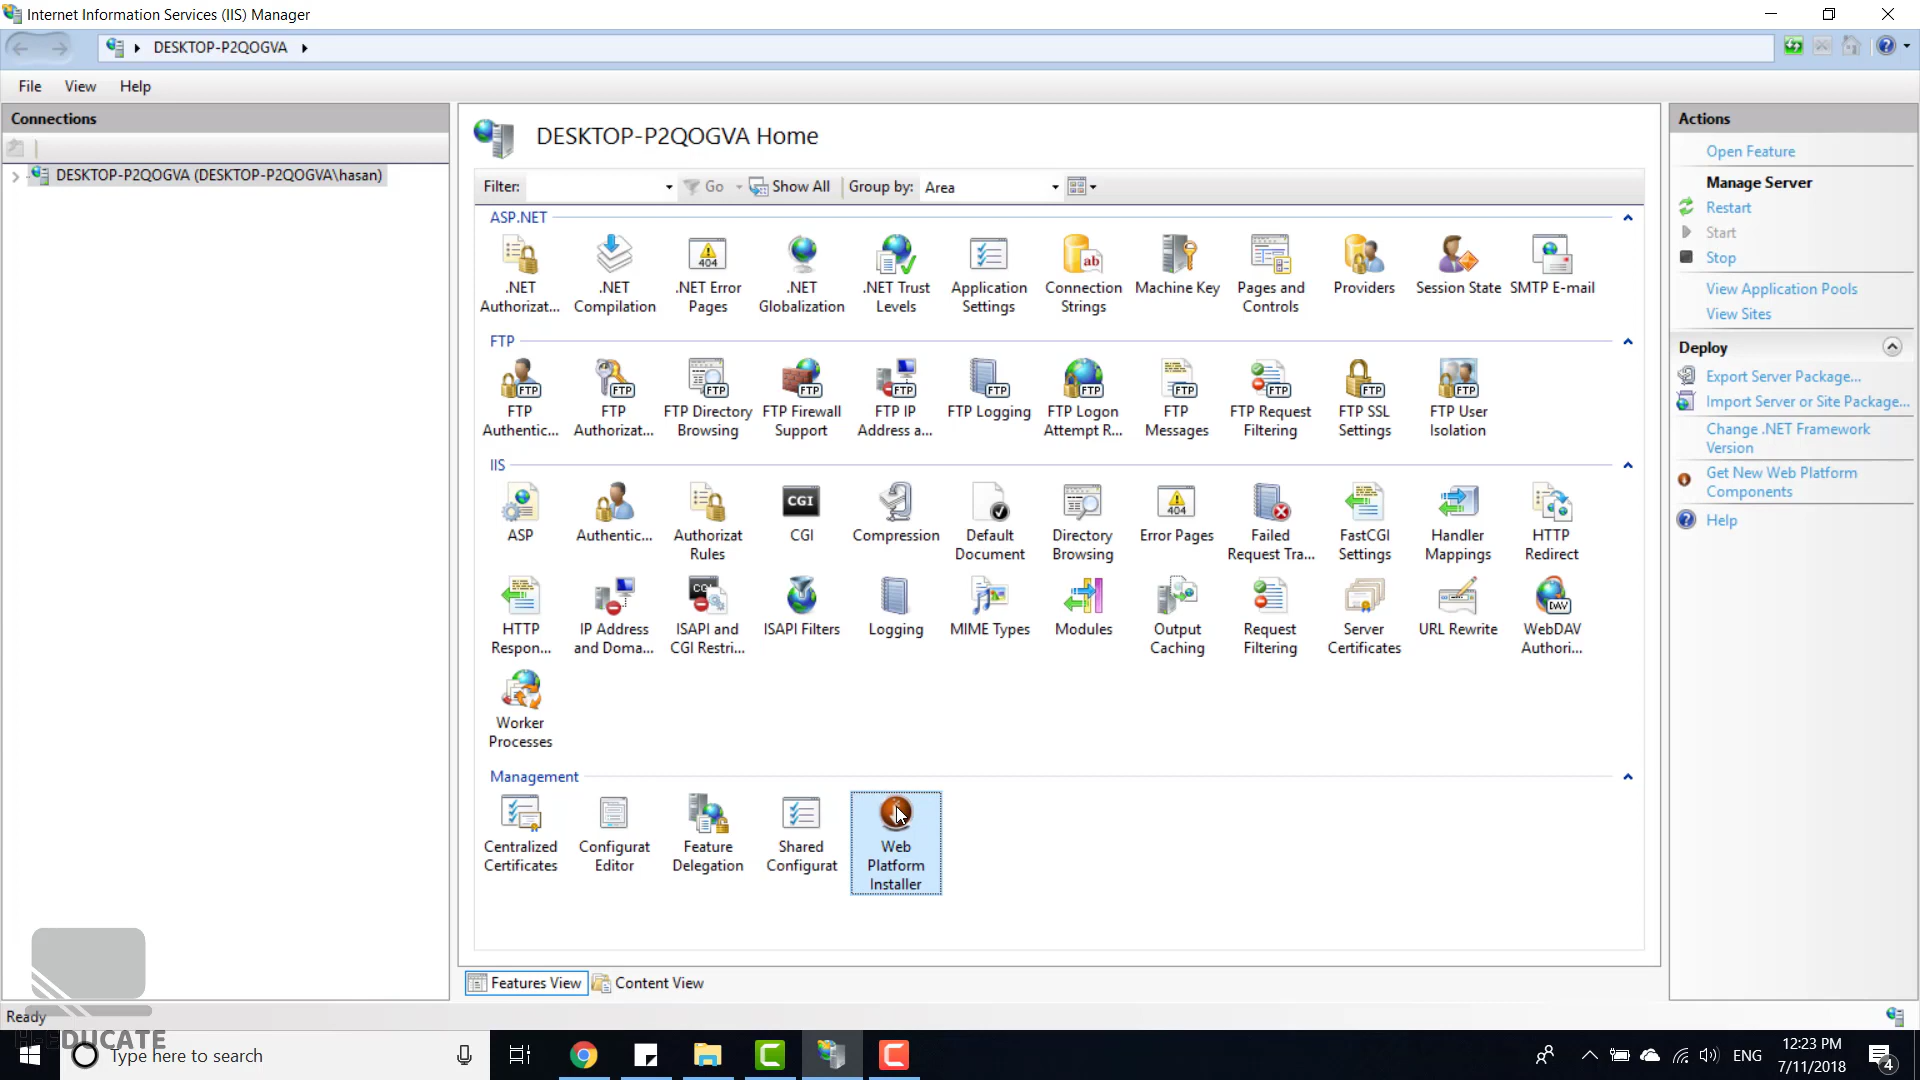 Internet Information Services (IIS) Manager
DESKTOP-P2QOGVA
File View Help
Connections
DESKTOP-P2QOGVA (DESKTOP-P2QOGVA\hasan)
DESKTOP-P2QOGVA Home
Filter: Go Show All Group by: Area
ASP.NET
.NET Authorizat...
.NET Compilation
.NET Error Pages
.NET Globalization
.NET Trust Levels
Application Settings
Connection Strings
Machine Key
Pages and Controls
Providers
Session State
SMTP E-mail
FTP
FTP Authentic...
FTP Authorizat...
FTP Directory Browsing
FTP Firewall Support
FTP IP Address a...
FTP Logging
FTP Logon Attempt R...
FTP Messages
FTP Request Filtering
FTP SSL Settings
FTP User Isolation
IIS
ASP
Authentic...
Authorizat Rules
CGI
Compression
Default Document
Directory Browsing
Error Pages
Failed Request Tra...
FastCGI Settings
Handler Mappings
HTTP Redirect
HTTP Respon...
IP Address and Doma...
ISAPI and CGI Restri...
ISAPI Filters
Logging
MIME Types
Modules
Output Caching
Request Filtering
Server Certificates
URL Rewrite
WebDAV Authori...
Worker Processes
Management
Centralized Certificates
Configurat Editor
Feature Delegation
Shared Configurat
Web Platform Installer
Features View Content View
Actions
Open Feature
Manage Server
Restart
Start
Stop
View Application Pools
View Sites
Deploy
Export Server Package...
Import Server or Site Package...
Change .NET Framework
Version
Get New Web Platform
Components
Help
Ready
H-EDUCATE
Type here to search
ENG
12:23 PM
7/11/2018
4